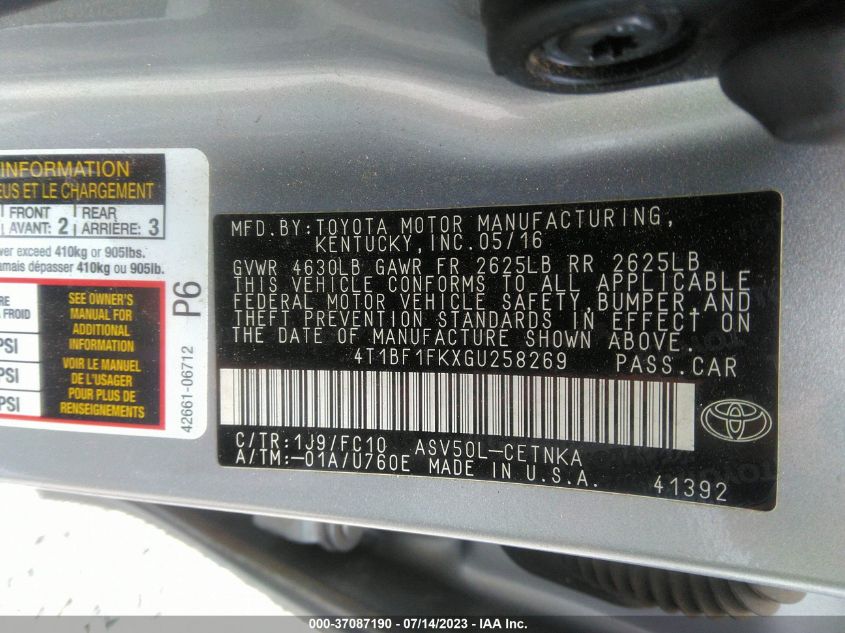 INFORMATION
EUS ET LE CHARGEMENT
FRONT
AVANT: 2
REAR
ARRIÈRE: 3
exceed 410kg or 905lbs.
amais dépasser 410kg ou 905lb.
FROID
SEE OWNER'S
MANUAL FOR
ADDITIONAL
INFORMATION
PSI
PSI
PSI
VOIR LE MANUEL
DE L'USAGER
POUR PLUS DE
RENSEIGNEMENTS
P6
42661-06712
MFD.BY:TOYOTA MOTOR MANUFACTURING,
KENTUCKY,INC.05/16
GVWR 4630LB GAWR FR 2625LB RR 2625LB
THIS VEHICLE CONFORMS TO ALL APPLICABLE
FEDERAL MOTOR VEHICLE SAFETY,BUMPER,AND
THEFT PREVENTION STANDARDS IN EFFECT ON
THE DATE OF MANUFACTURE SHOWN ABOVE.
4T1BF1FKXGU258269 PASS.CAR
C/TR:1J9/FC10 ASV50L-CETNKA
A/TM:-01A/U760E MADE IN U.S.A.
41392
000-37087190 - 07/14/2023 - © IAA Inc.